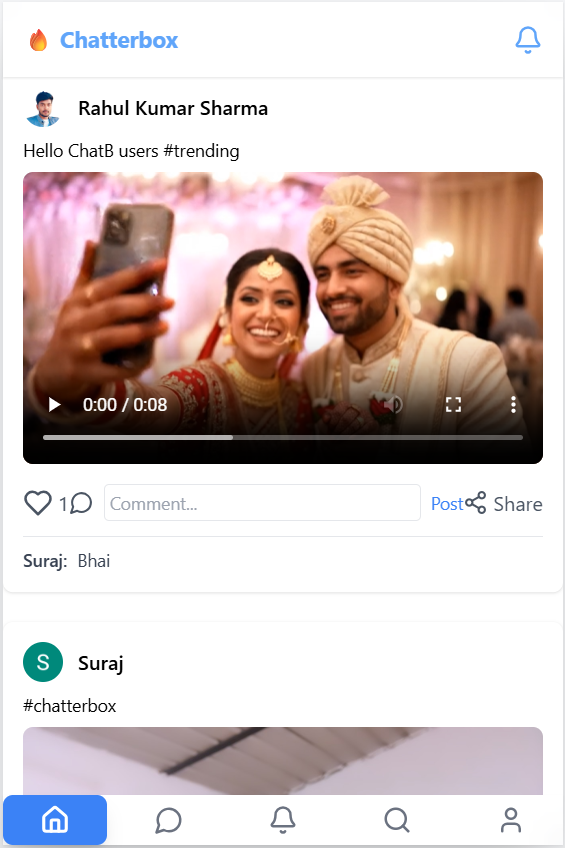 Chatterbox
Rahul Kumar Sharma
Hello ChatB users #trending
0:00 / 0:08
1 Comment... Post Share
Suraj: Bhai
S Suraj
#chatterbox